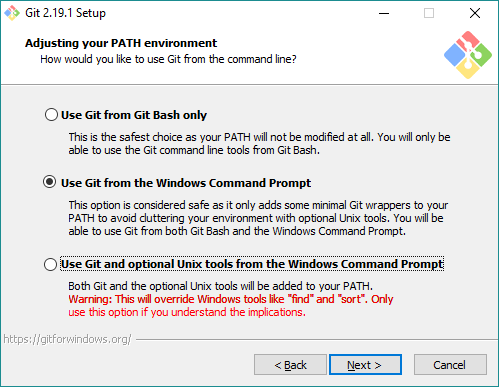 Git 2.19.1 Setup
Adjusting your PATH environment
How would you like to use Git from the command line?
Use Git from Git Bash only
This is the safest choice as your PATH will not be modified at all. You will only be
able to use the Git command line tools from Git Bash.
Use Git from the Windows Command Prompt
This option is considered safe as it only adds some minimal Git wrappers to your
PATH to avoid cluttering your environment with optional Unix tools. You will be
able to use Git from both Git Bash and the Windows Command Prompt.
Use Git and optional Unix tools from the Windows Command Prompt
Both Git and the optional Unix tools will be added to your PATH.
Warning: This will override Windows tools like "find" and "sort". Only
use this option if you understand the implications.
https://gitforwindows.org/
< Back Next > Cancel